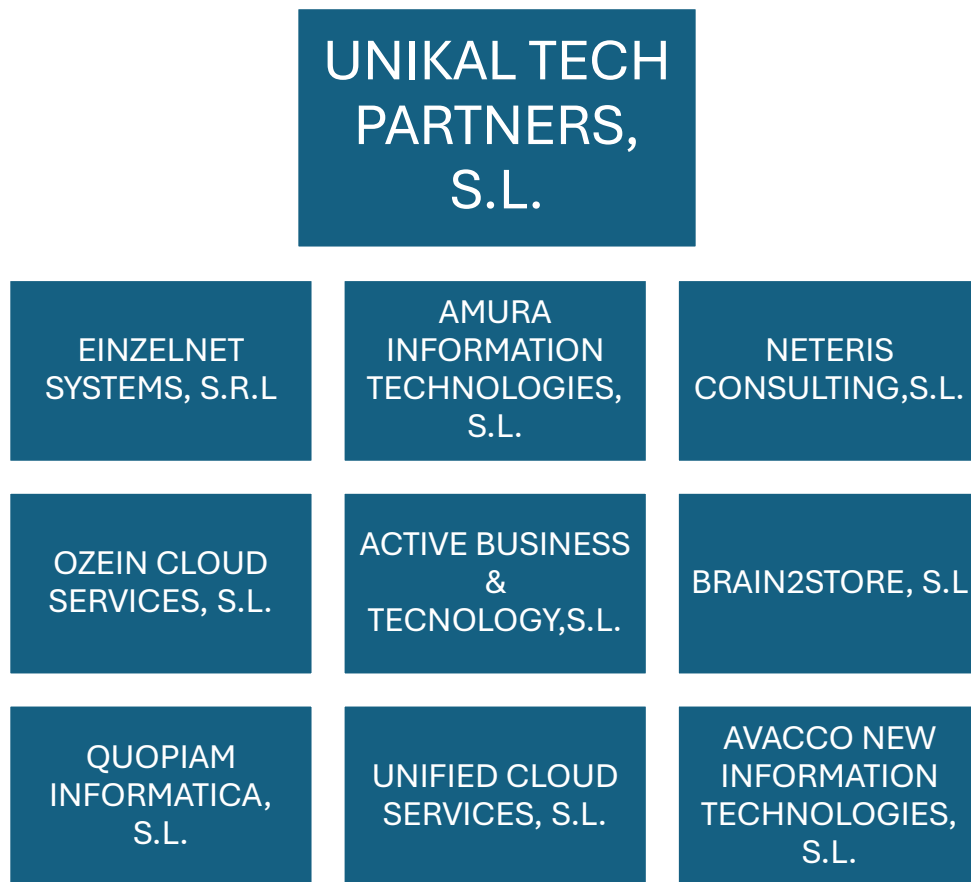 UNIKAL TECH
PARTNERS,
S.L.
EINZELNET
SYSTEMS, S.R.L
AMURA
INFORMATION
TECHNOLOGIES,
S.L.
NETERIS
CONSULTING,S.L.
OZEIN CLOUD
SERVICES, S.L.
ACTIVE BUSINESS
&
TECNOLOGY,S.L.
BRAIN2STORE, S.L
QUOPIAM
INFORMATICA,
S.L.
UNIFIED CLOUD
SERVICES, S.L.
AVACCO NEW
INFORMATION
TECHNOLOGIES,
S.L.